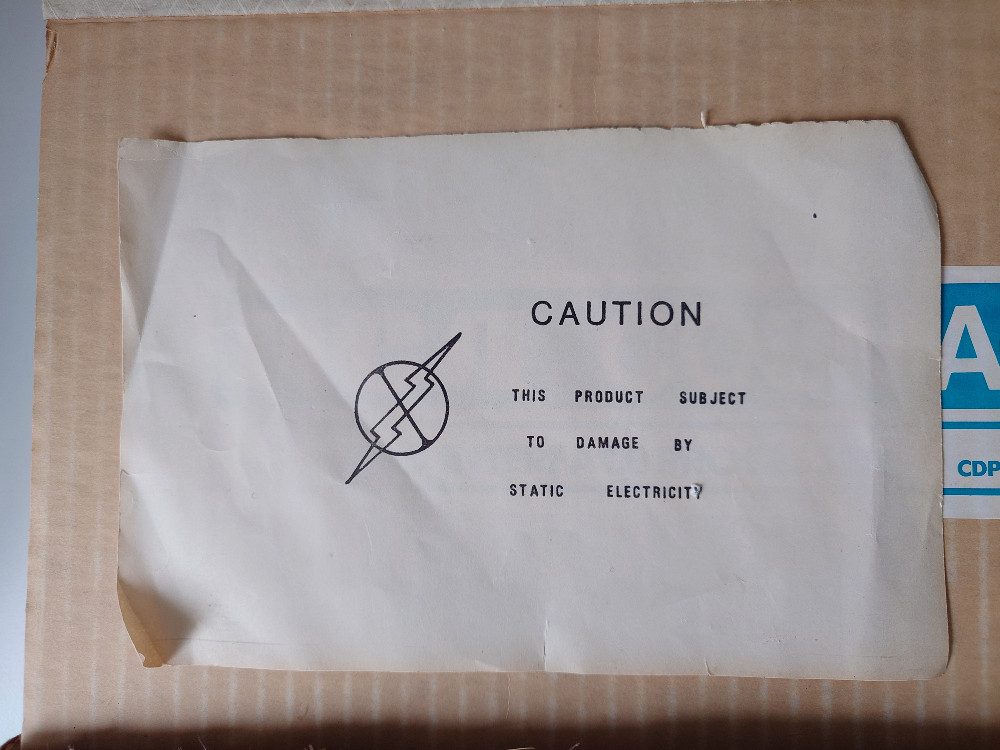 CAUTION
THIS PRODUCT SUBJECT
TO DAMAGE BY
STATIC ELECTRICITY
A
CDP